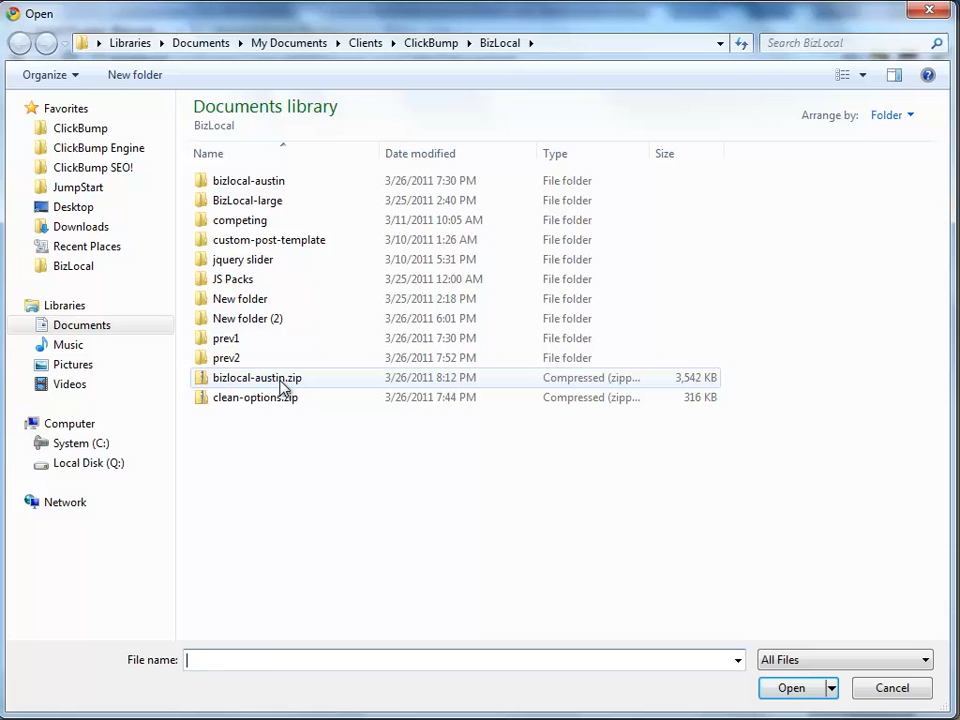 Open
Libraries Documents My Documents Clients ClickBump BizLocal Search BizLocal
Organize New folder
Favorites
ClickBump
ClickBump Engine
ClickBump SEO!
JumpStart
Desktop
Downloads
Recent Places
BizLocal
Libraries
Documents
Music
Pictures
Videos
Computer
System (C:)
Local Disk (Q:)
Network
Documents library
BizLocal
Arrange by: Folder
Name Date modified Type Size
bizlocal-austin 3/26/2011 7:30 PM File folder
BizLocal-large 3/25/2011 2:40 PM File folder
competing 3/11/2011 10:05 AM File folder
custom-post-template 3/10/2011 1:26 AM File folder
jquery slider 3/10/2011 5:31 PM File folder
JS Packs 3/25/2011 12:00 AM File folder
New folder 3/25/2011 2:18 PM File folder
New folder (2) 3/26/2011 6:01 PM File folder
prev1 3/26/2011 7:30 PM File folder
prev2 3/26/2011 7:52 PM File folder
bizlocal-austin.zip 3/26/2011 8:12 PM Compressed (zipp... 3,542 KB
clean-options.zip 3/26/2011 7:44 PM Compressed (zipp... 316 KB
File name: All Files
Open Cancel